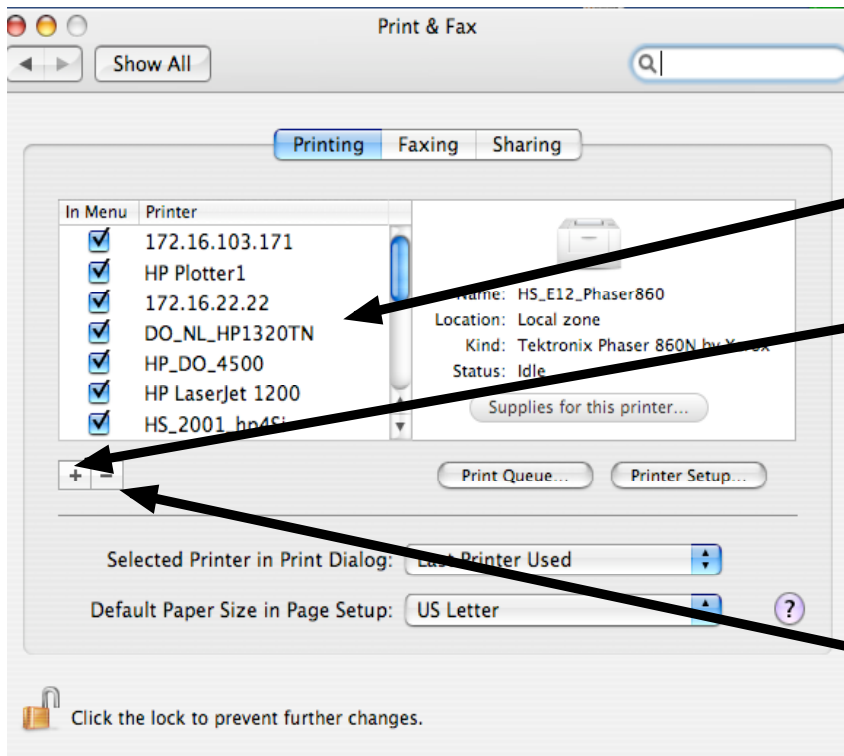 Print & Fax
Show All
Printing Faxing Sharing
In Menu Printer
172.16.103.171
HP Plotter1
172.16.22.22
DO_NL_HP1320TN
HP_DO_4500
HP LaserJet 1200
HS_2001_hp4Si
Name: HS_E12_Phaser860
Location: Local zone
Kind: Tektronix Phaser 860N by Xerox
Status: Idle
Supplies for this printer...
+ −
Print Queue... Printer Setup...
Selected Printer in Print Dialog: Last Printer Used
Default Paper Size in Page Setup: US Letter
?
Click the lock to prevent further changes.